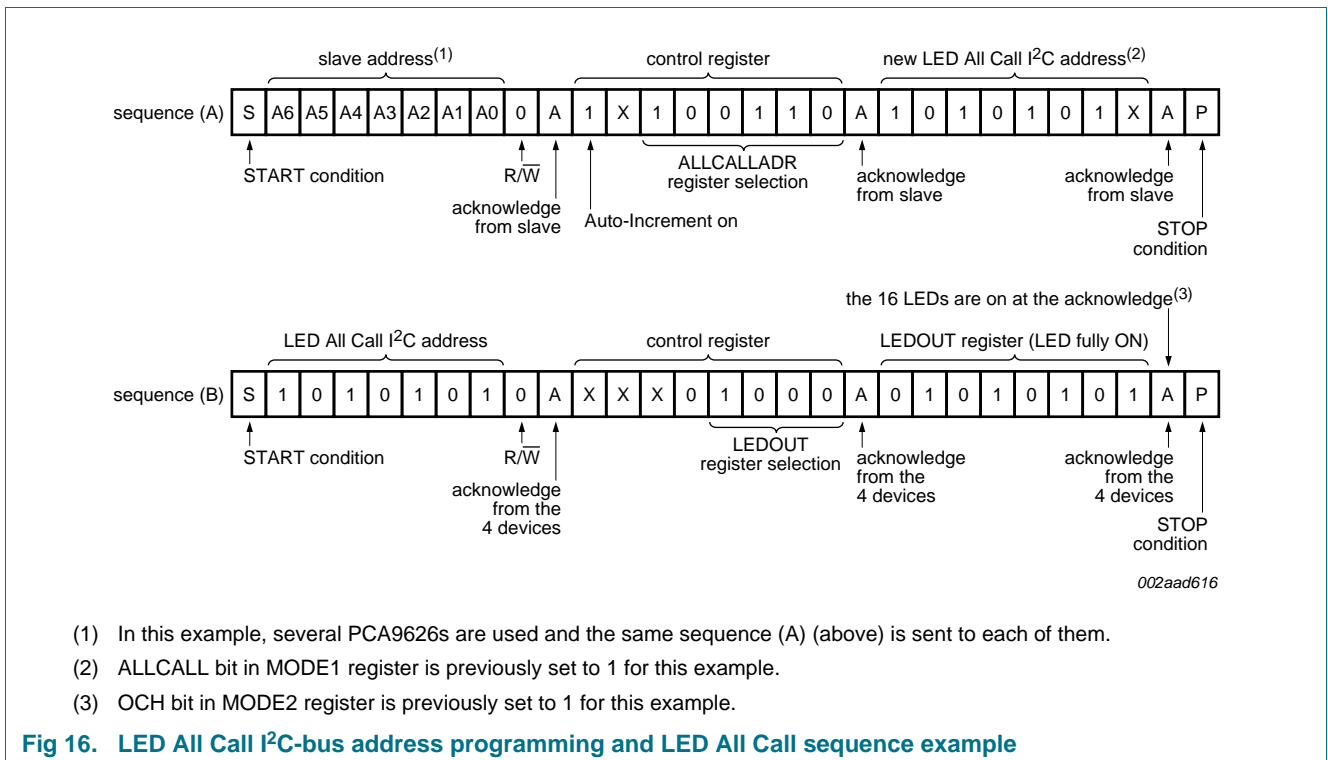 slave address(1) control register new LED All Call I2C address(2)
sequence (A) S A6 A5 A4 A3 A2 A1 A0 0 A 1 X 1 0 0 1 1 0 A 1 0 1 0 1 0 1 X A P
START condition
R/W
acknowledge
from slave
Auto-Increment on
ALLCALLADR
register selection
acknowledge
from slave
acknowledge
from slave
STOP
condition
the 16 LEDs are on at the acknowledge(3)
LED All Call I2C address control register LEDOUT register (LED fully ON)
sequence (B) S 1 0 1 0 1 0 1 0 A X X X 0 1 0 0 0 A 0 1 0 1 0 1 0 1 A P
START condition
R/W
acknowledge
from the
4 devices
LEDOUT
register selection
acknowledge
from the
4 devices
acknowledge
from the
4 devices
STOP
condition
002aad616
(1) In this example, several PCA9626s are used and the same sequence (A) (above) is sent to each of them.
(2) ALLCALL bit in MODE1 register is previously set to 1 for this example.
(3) OCH bit in MODE2 register is previously set to 1 for this example.
Fig 16. LED All Call I2C-bus address programming and LED All Call sequence example